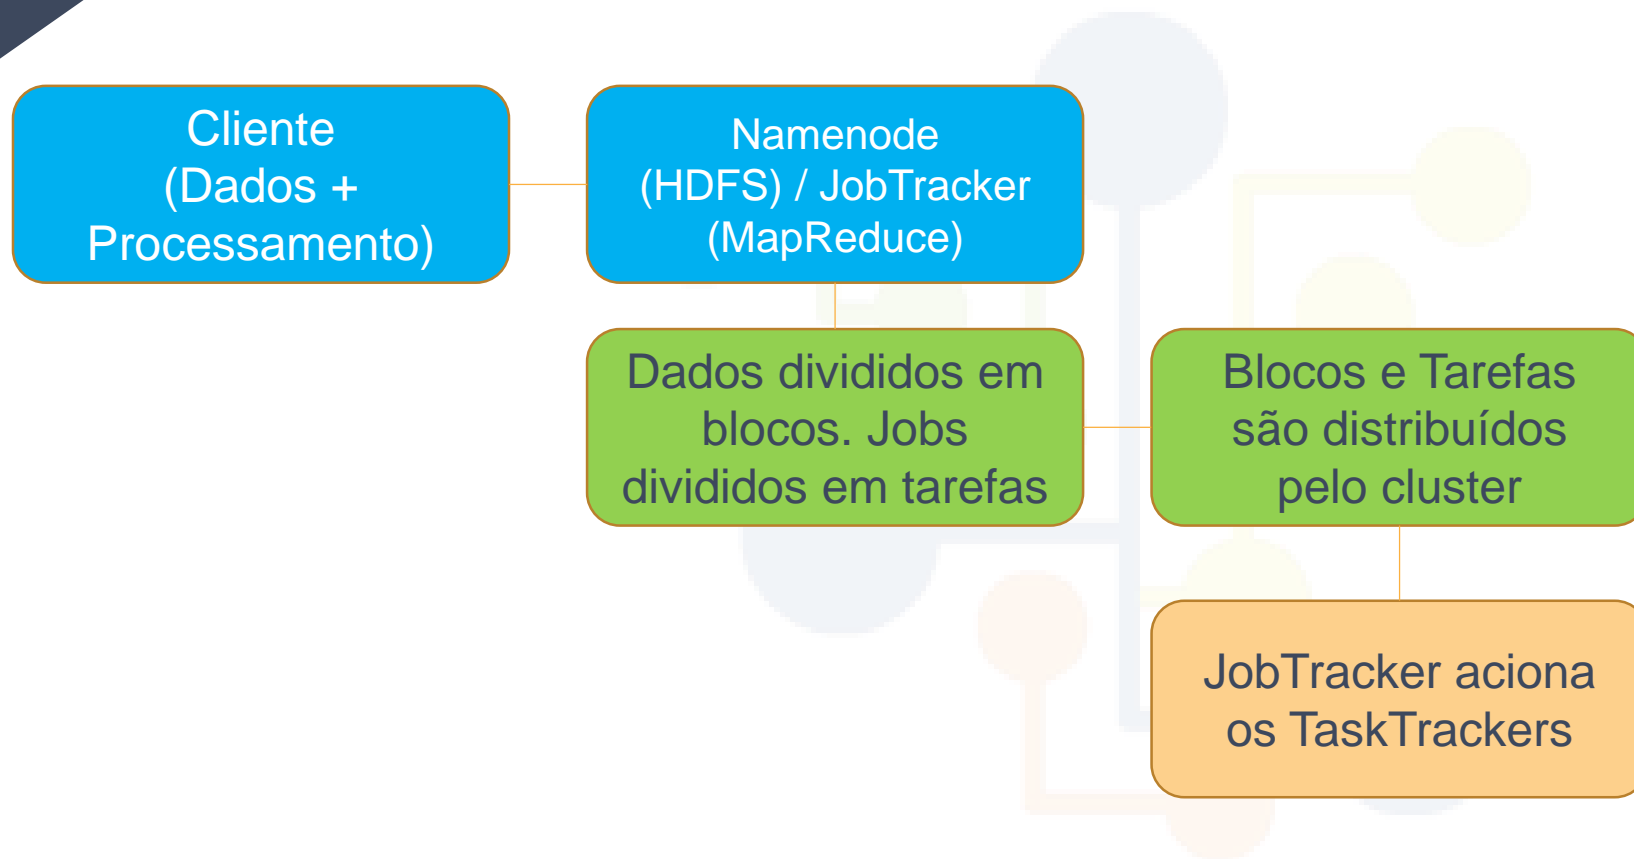 Cliente
(Dados +
Processamento)
Namenode
(HDFS) / JobTracker
(MapReduce)
Dados divididos em
blocos. Jobs
divididos em tarefas
Blocos e Tarefas
são distribuídos
pelo cluster
JobTracker aciona
os TaskTrackers